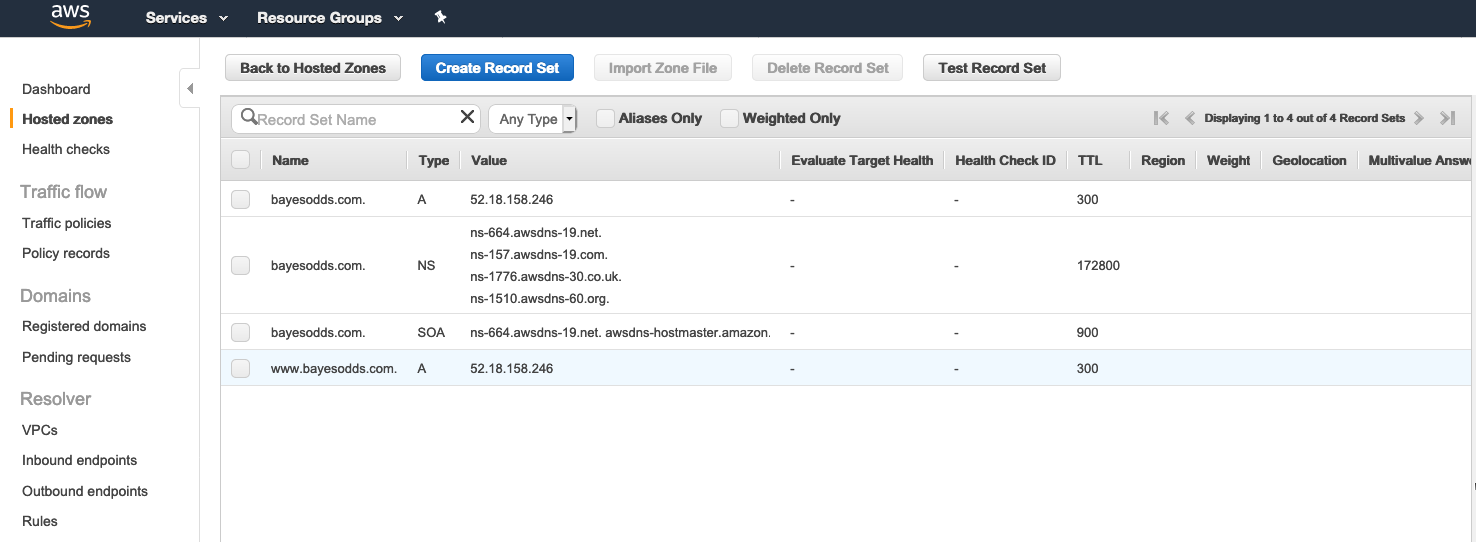 aws Services Resource Groups
Back to Hosted Zones Create Record Set Import Zone File Delete Record Set Test Record Set
Dashboard
Hosted zones
Health checks
Traffic flow
Traffic policies
Policy records
Domains
Registered domains
Pending requests
Resolver
VPCs
Inbound endpoints
Outbound endpoints
Rules
Record Set Name Any Type Aliases Only Weighted Only Displaying 1 to 4 out of 4 Record Sets
Name Type Value Evaluate Target Health Health Check ID TTL Region Weight Geolocation Multivalue Answe
bayesodds.com. A 52.18.158.246 - - 300
ns-664.awsdns-19.net.
ns-157.awsdns-19.com.
bayesodds.com. NS - - 172800
ns-1776.awsdns-30.co.uk.
ns-1510.awsdns-60.org.
bayesodds.com. SOA ns-664.awsdns-19.net. awsdns-hostmaster.amazon. - - 900
www.bayesodds.com. A 52.18.158.246 - - 300